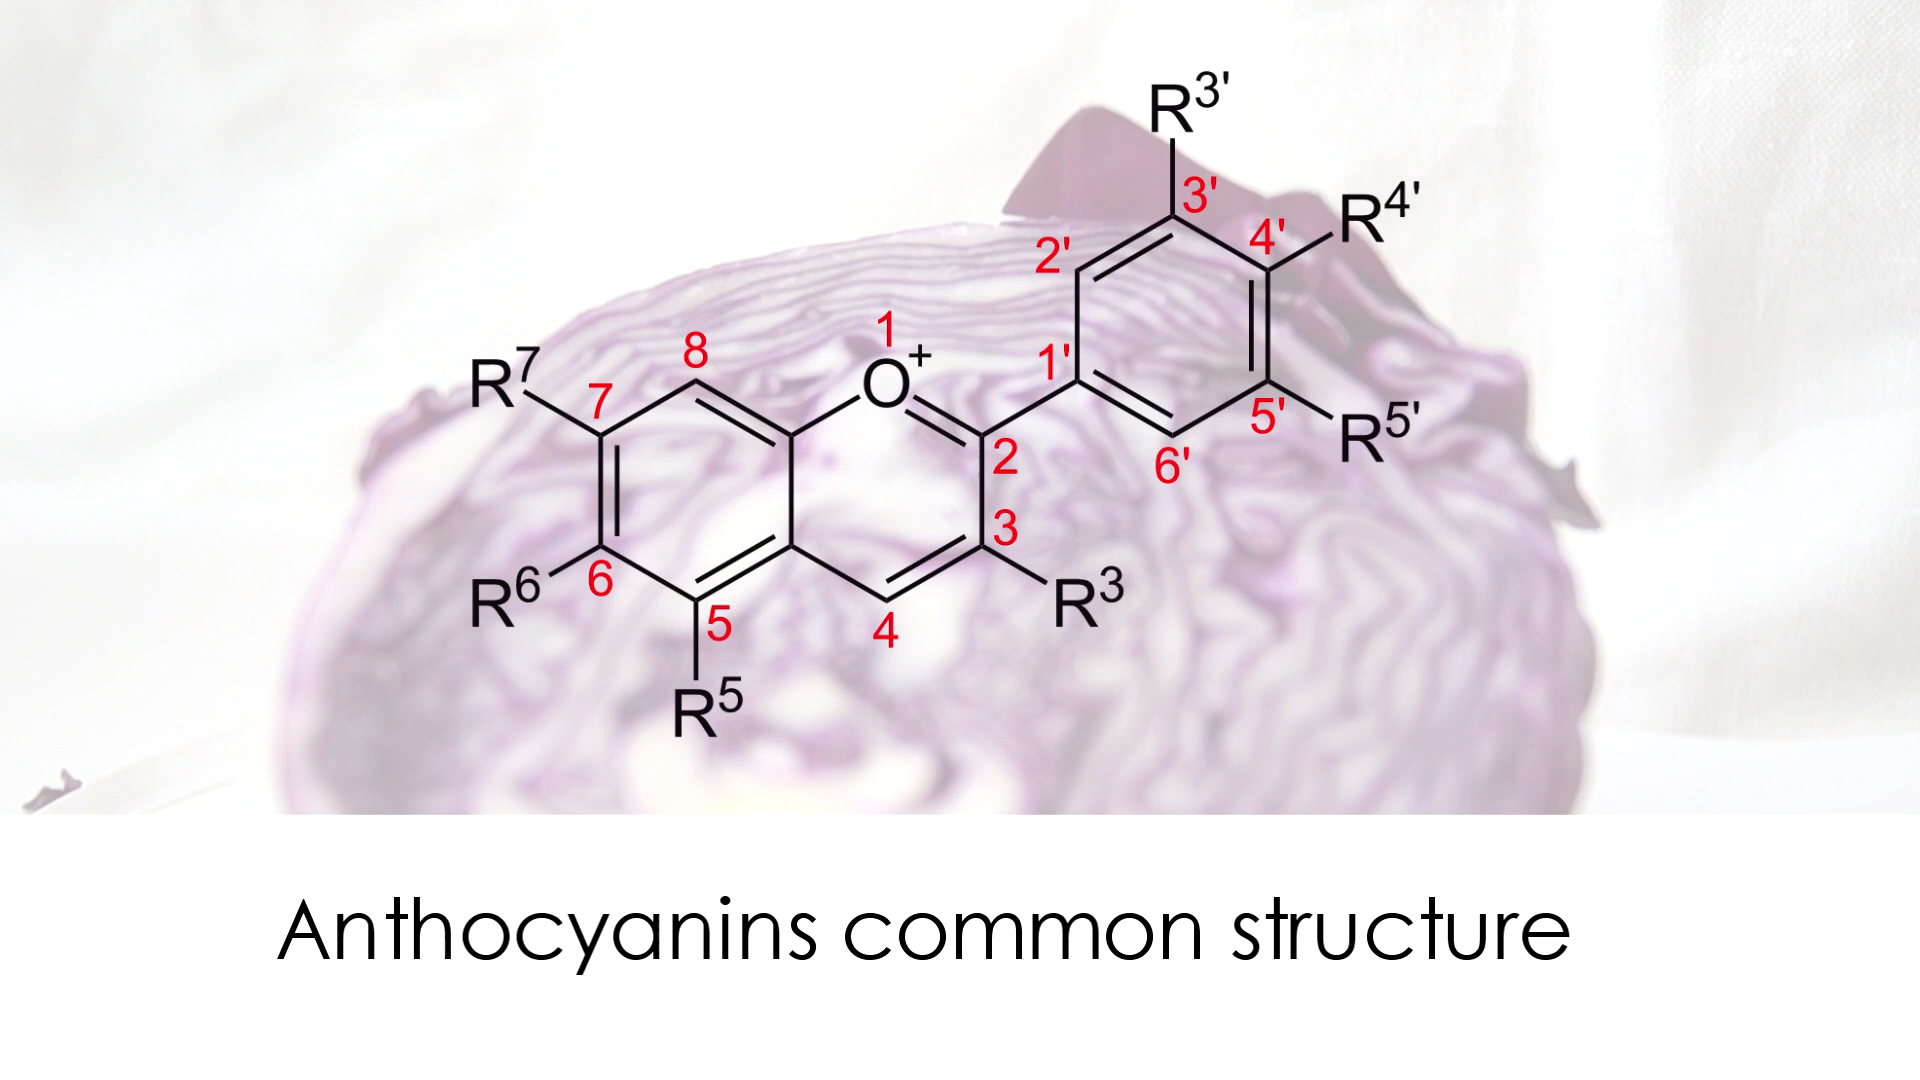 R3'
3'
R4'
4'
2'
1
O+
1'
8
R7
7
5'
R5'
2
6'
3
R6
6
R3
5
4
R5
Anthocyanins common structure